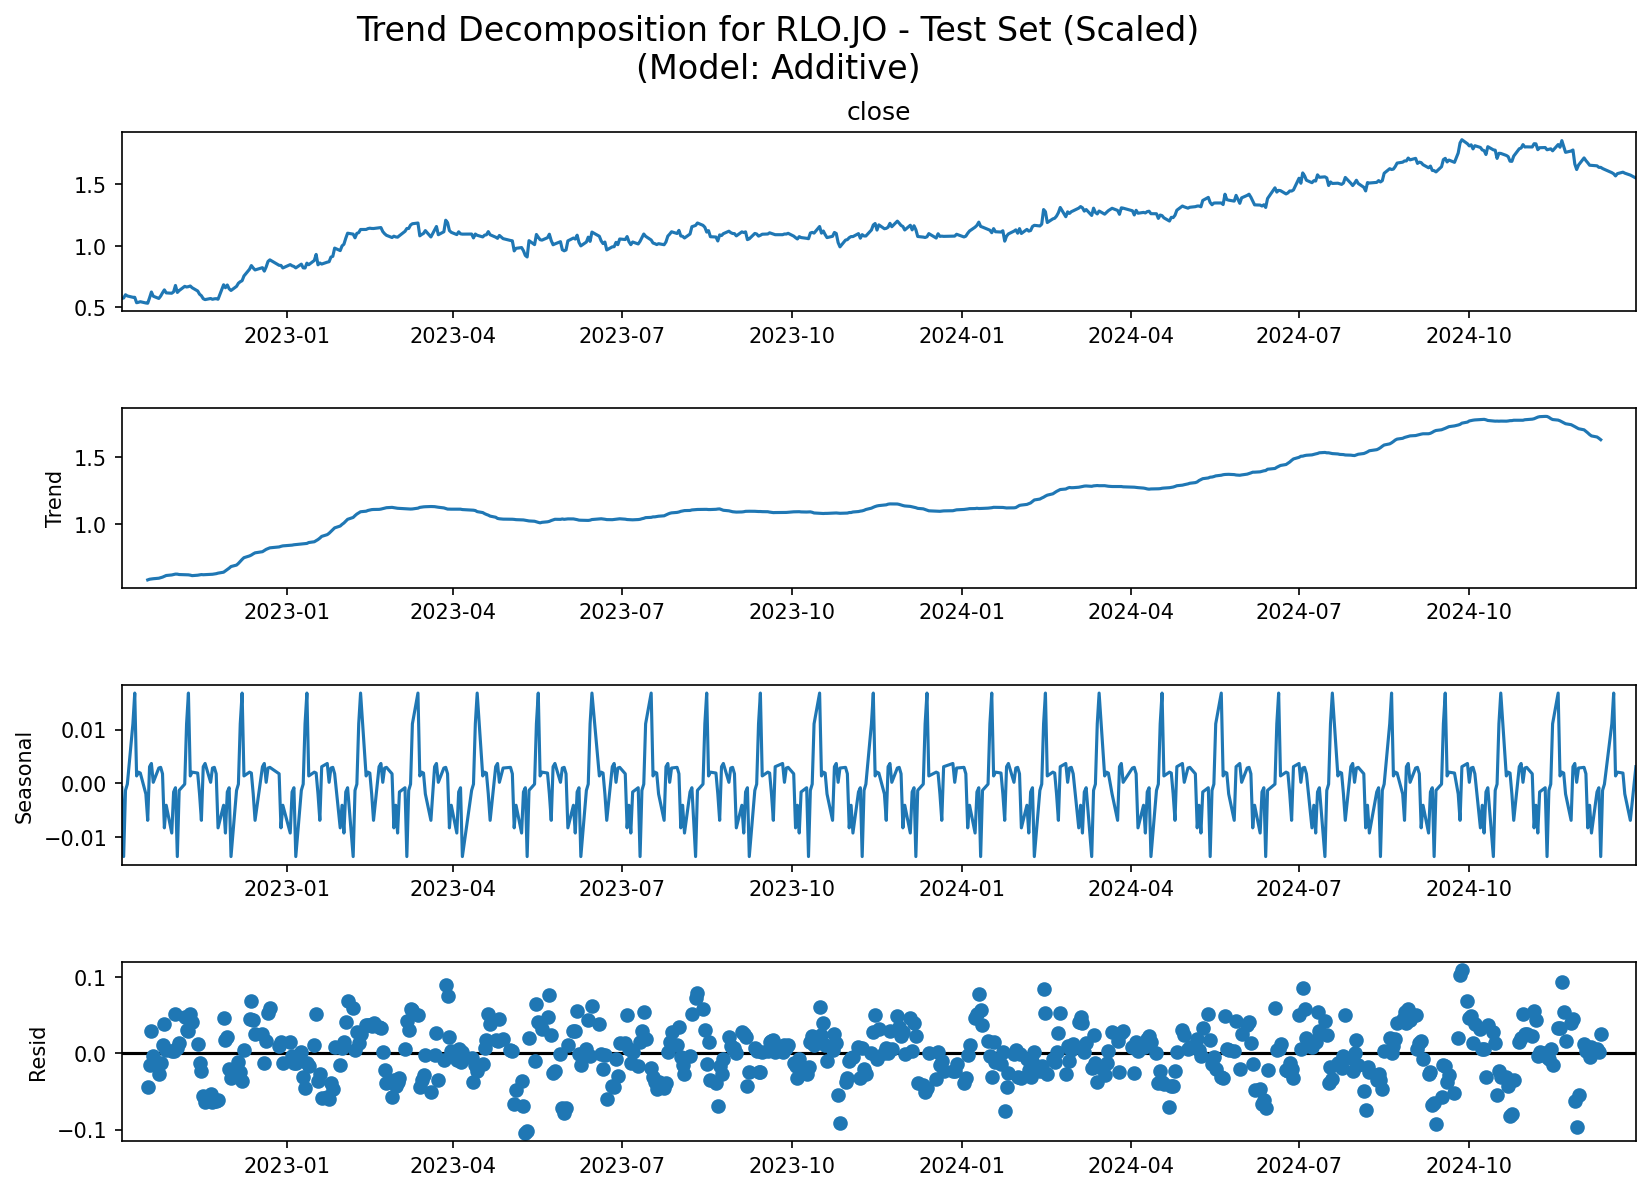 Trend Decomposition for RLO.JO - Test Set (Scaled)
(Model: Additive)
close
1.5
1.0
0.5
2023-01 2023-04 2023-07 2023-10 2024-01 2024-04 2024-07 2024-10
Trend
1.5
1.0
2023-01 2023-04 2023-07 2023-10 2024-01 2024-04 2024-07 2024-10
Seasonal
0.01
0.00
−0.01
2023-01 2023-04 2023-07 2023-10 2024-01 2024-04 2024-07 2024-10
Resid
0.1
0.0
−0.1
2023-01 2023-04 2023-07 2023-10 2024-01 2024-04 2024-07 2024-10